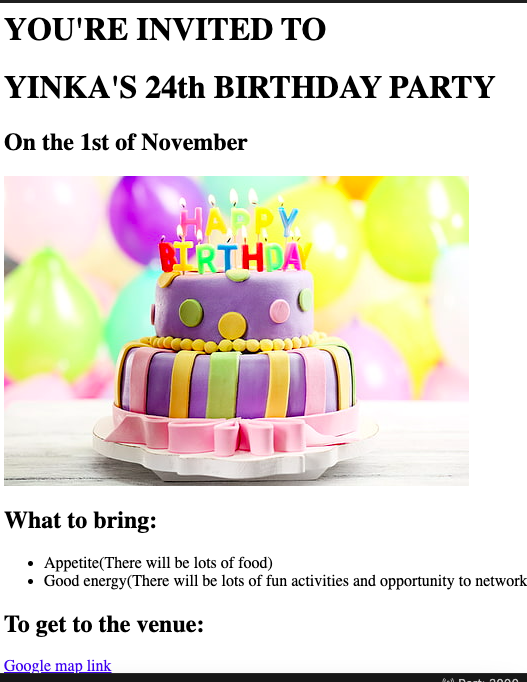 YOU'RE INVITED TO
YINKA'S 24th BIRTHDAY PARTY
On the 1st of November
HAPPY
BIRTHDAY
What to bring:
Appetite(There will be lots of food)
Good energy(There will be lots of fun activities and opportunity to network
To get to the venue:
Google map link